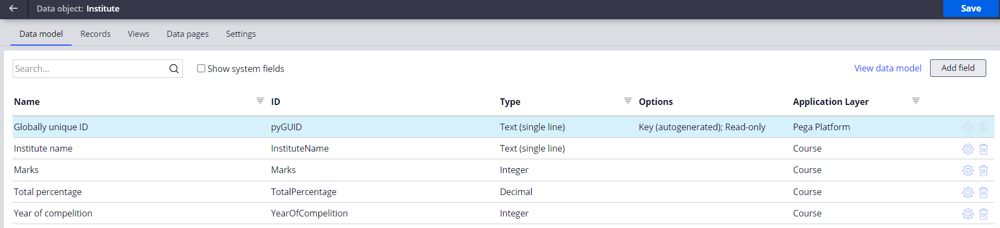 Data object: Institute Save
Data model Records Views Data pages Settings
Search... Show system fields View data model Add field
Name ID Type Options Application Layer
Globally unique ID pyGUID Text (single line) Key (autogenerated); Read-only Pega Platform
Institute name InstituteName Text (single line) Course
Marks Marks Integer Course
Total percentage TotalPercentage Decimal Course
Year of compelition YearOfCompelition Integer Course